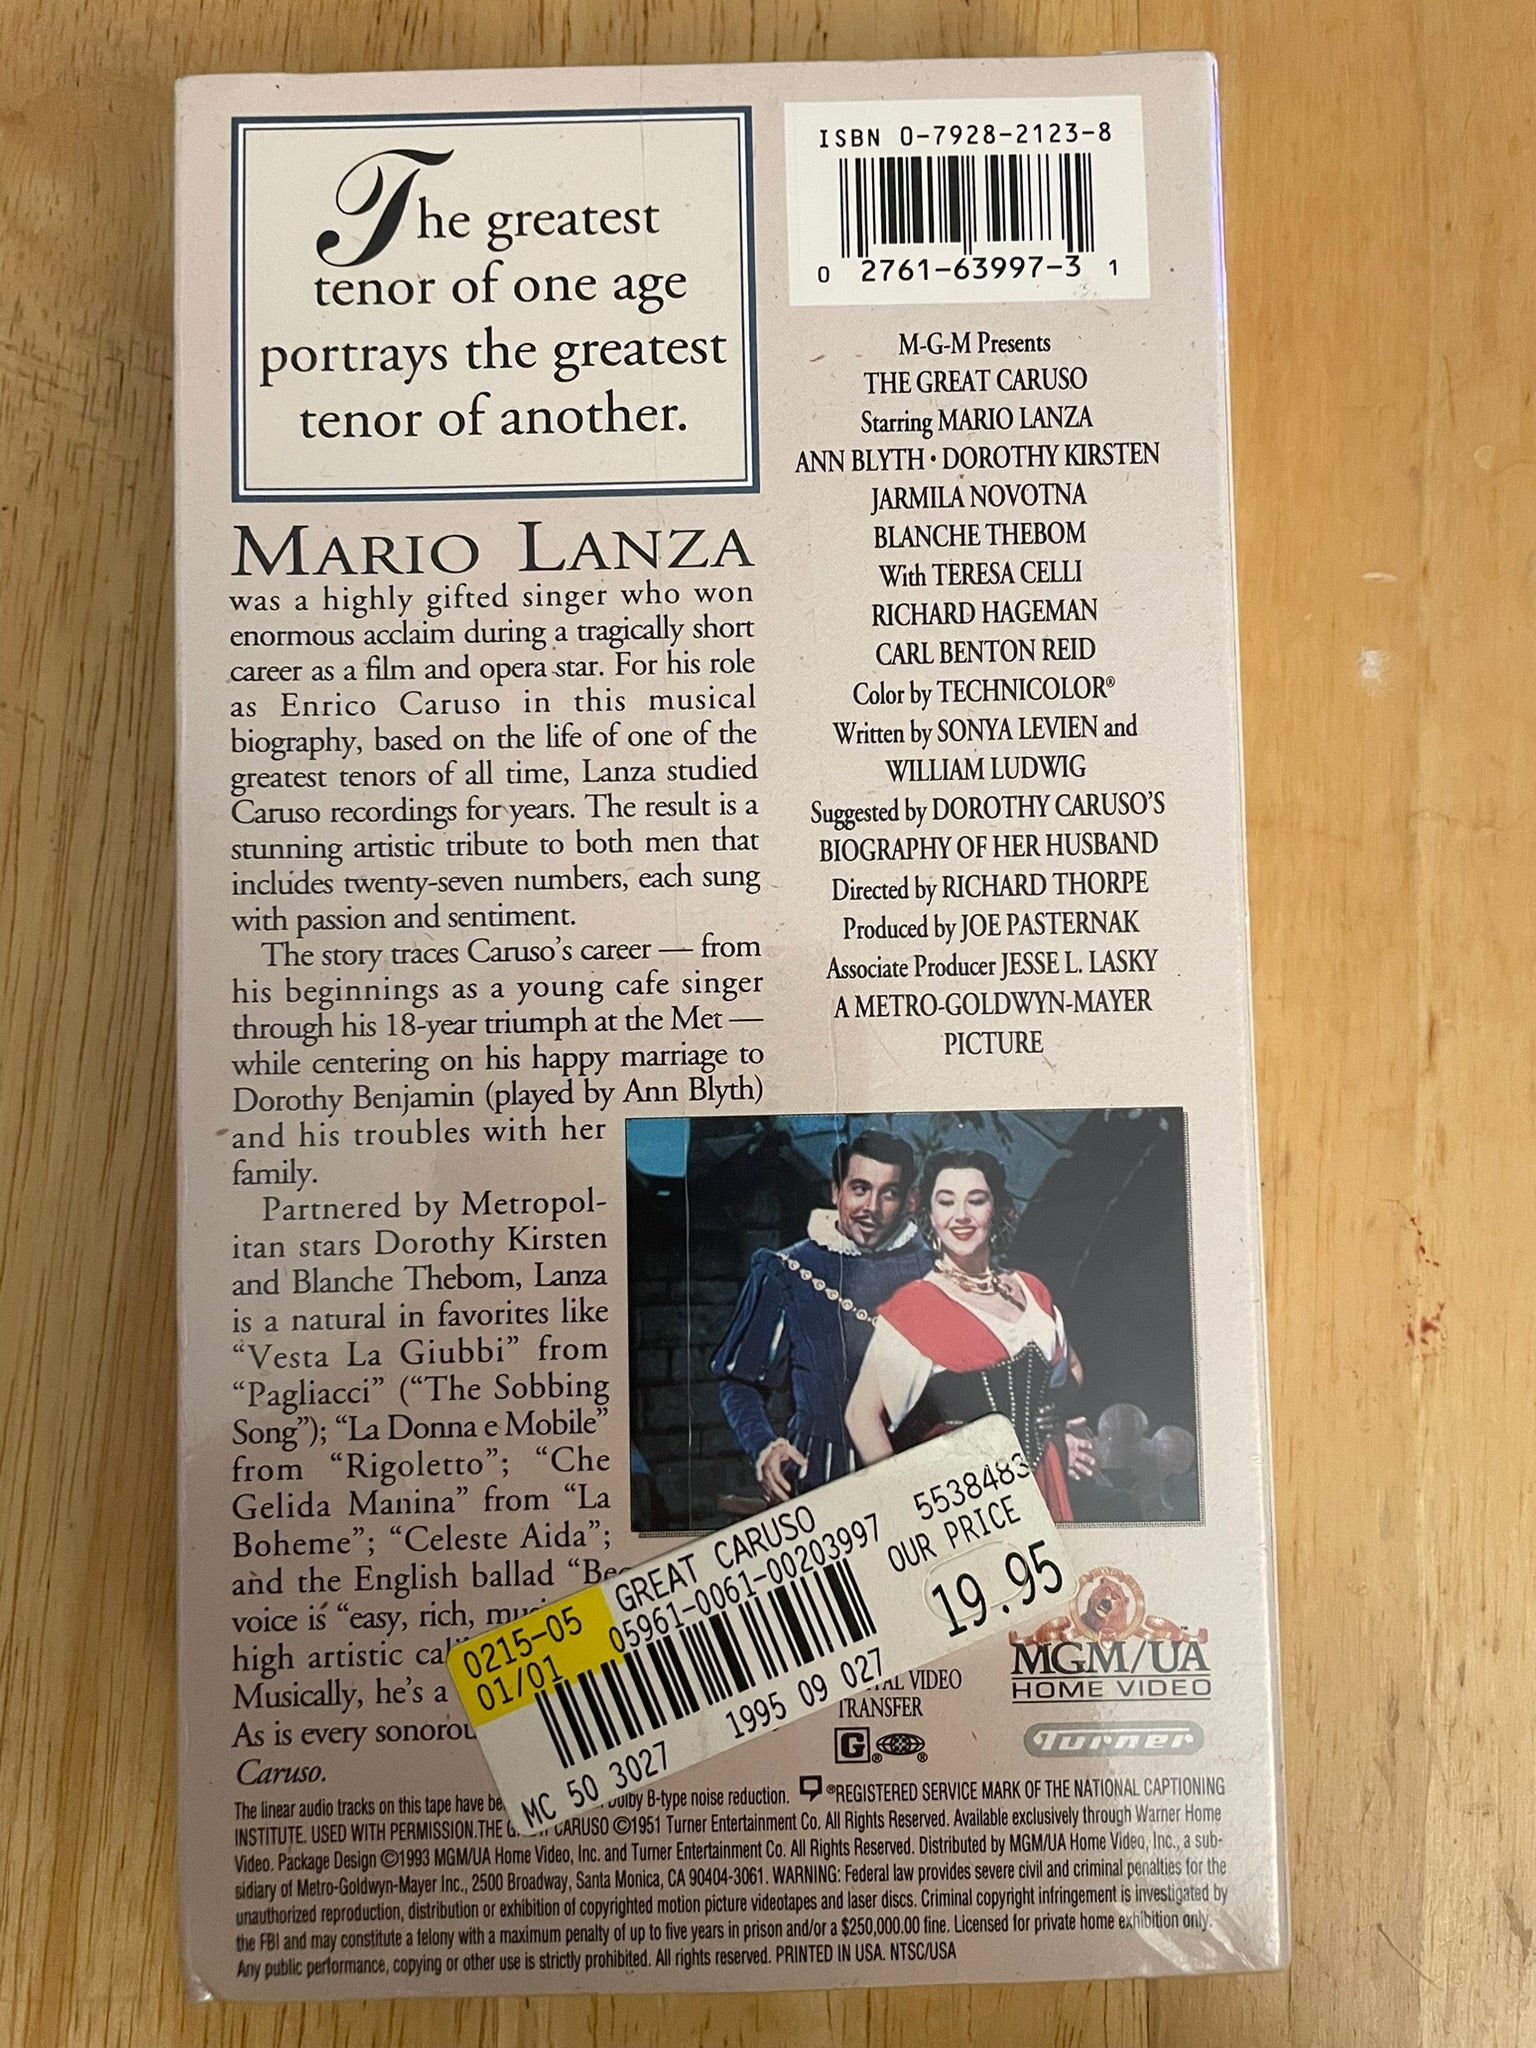 The greatest
tenor of one age
portrays the greatest
tenor of another.
MARIO LANZA
was a highly gifted singer who won
enormous acclaim during a tragically short
career as a film and opera star. For his role
as Enrico Caruso in this musical
biography, based on the life of one of the
greatest tenors of all time, Lanza studied
Caruso recordings for years. The result is a
stunning artistic tribute to both men that
includes twenty-seven numbers, each sung
with passion and sentiment.
The story traces Caruso's career — from
his beginnings as a young cafe singer
through his 18-year triumph at the Met —
while centering on his happy marriage to
Dorothy Benjamin (played by Ann Blyth)
and his troubles with her
family.
Partnered by Metropol-
itan stars Dorothy Kirsten
and Blanche Thebom, Lanza
is a natural in favorites like
"Vesta La Giubbi" from
"Pagliacci" ("The Sobbing
Song"); "La Donna e Mobile"
from "Rigoletto"; "Che
Gelida Manina" from "La
Boheme"; "Celeste Aida";
and the English ballad
voice is "easy, rich,
high artistic
Musically, he's a
As is every
Caruso.
ISBN 0-7928-2123-8
0 2761-63997-3 1
M-G-M Presents
THE GREAT CARUSO
Starring MARIO LANZA
ANN BLYTH • DOROTHY KIRSTEN
JARMILA NOVOTNA
BLANCHE THEBOM
With TERESA CELLI
RICHARD HAGEMAN
CARL BENTON REID
Color by TECHNICOLOR®
Written by SONYA LEVIEN and
WILLIAM LUDWIG
Suggested by DOROTHY CARUSO'S
BIOGRAPHY OF HER HUSBAND
Directed by RICHARD THORPE
Produced by JOE PASTERNAK
Associate Producer JESSE L. LASKY
A METRO-GOLDWYN-MAYER
PICTURE
GREAT CARUSO 5538483
0215-05 05961-0061-00203997 OUR PRICE
01/01 19.95
MC 50 3027 1995 09 027
VIDEO
TRANSFER
G® ®
MGM/UA
HOME VIDEO
Turner
The linear audio tracks on this tape have Dolby B-type noise reduction. ®REGISTERED SERVICE MARK OF THE NATIONAL CAPTIONING
INSTITUTE. USED WITH PERMISSION.THE CARUSO ©1951 Turner Entertainment Co. All Rights Reserved. Available exclusively through Warner Home
Video. Package Design ©1993 MGM/UA Home Video, Inc. and Turner Entertainment Co. All Rights Reserved. Distributed by MGM/UA Home Video, Inc., a sub-
sidiary of Metro-Goldwyn-Mayer Inc., 2500 Broadway, Santa Monica, CA 90404-3061. WARNING: Federal law provides severe civil and criminal penalties for the
unauthorized reproduction, distribution or exhibition of copyrighted motion picture videotapes and laser discs. Criminal copyright infringement is investigated by
the FBI and may constitute a felony with a maximum penalty of up to five years in prison and/or a $250,000.00 fine. Licensed for private home exhibition only.
Any public performance, copying or other use is strictly prohibited. All rights reserved. PRINTED IN USA. NTSC/USA